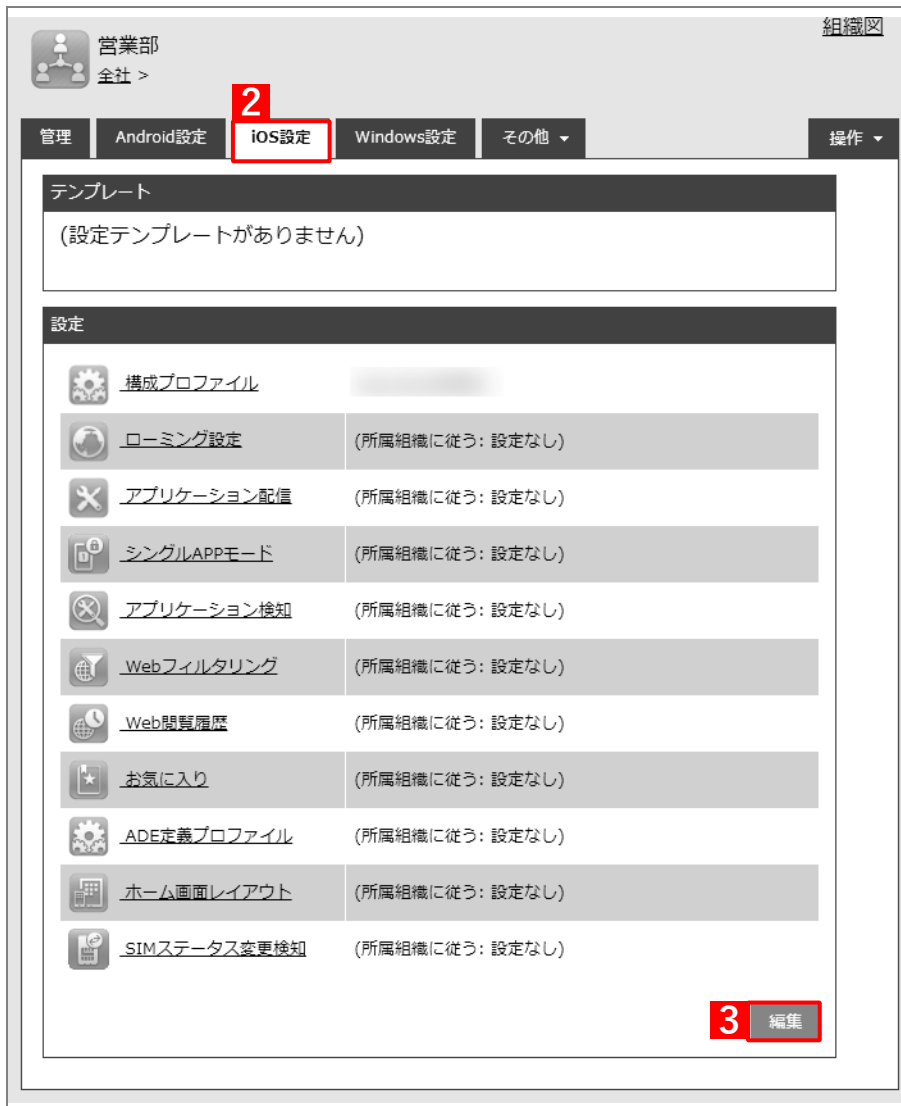 組織図
営業部
全社 >
2
管理 Android設定 iOS設定 Windows設定 その他 操作
テンプレート
(設定テンプレートがありません)
設定
構成プロファイル
ローミング設定 (所属組織に従う: 設定なし)
アプリケーション配信 (所属組織に従う: 設定なし)
シングルAPPモード (所属組織に従う: 設定なし)
アプリケーション検知 (所属組織に従う: 設定なし)
Webフィルタリング (所属組織に従う: 設定なし)
Web閲覧履歴 (所属組織に従う: 設定なし)
お気に入り (所属組織に従う: 設定なし)
ADE定義プロファイル (所属組織に従う: 設定なし)
ホーム画面レイアウト (所属組織に従う: 設定なし)
SIMステータス変更検知 (所属組織に従う: 設定なし)
3 編集